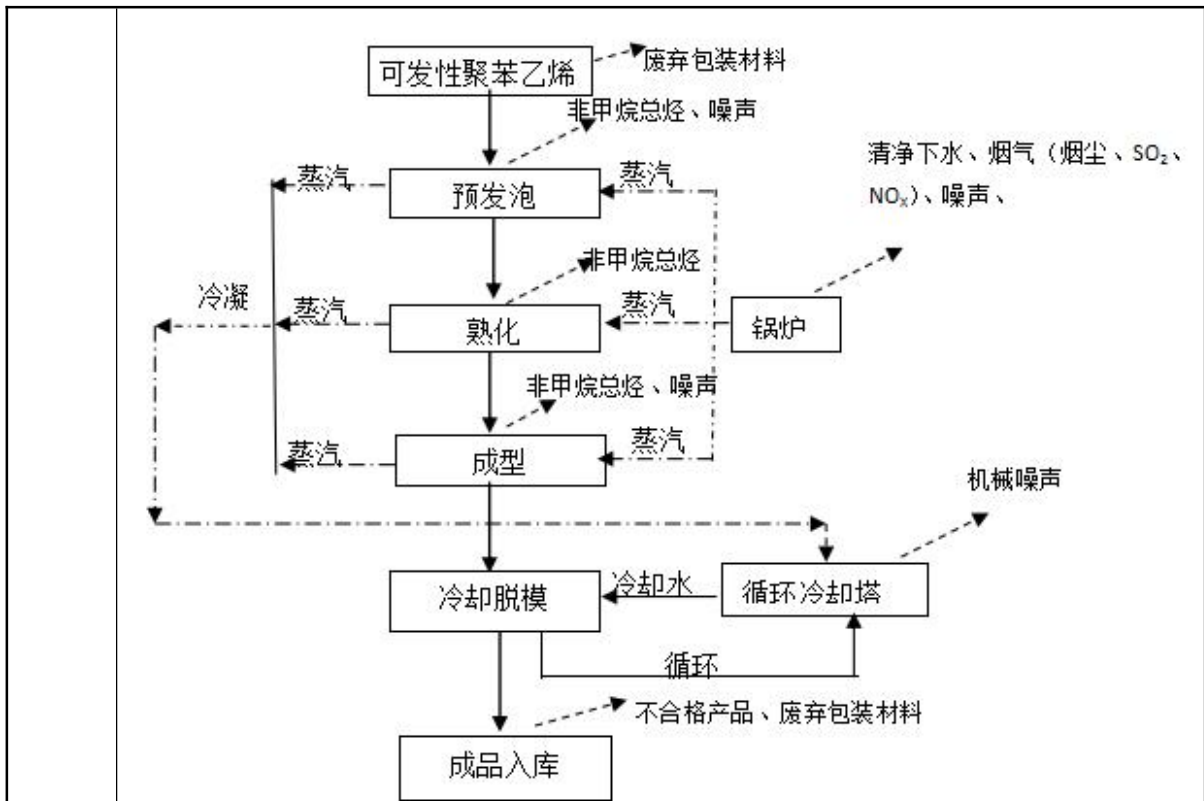 可发性聚苯乙烯
废弃包装材料
非甲烷总烃、噪声
清净下水、烟气（烟尘、SO₂、
NOₓ）、噪声、
蒸汽
预发泡
蒸汽
非甲烷总烃
冷凝
蒸汽
熟化
蒸汽
锅炉
非甲烷总烃、噪声
蒸汽
成型
蒸汽
机械噪声
冷却脱模
冷却水
循环冷却塔
循环
不合格产品、废弃包装材料
成品入库